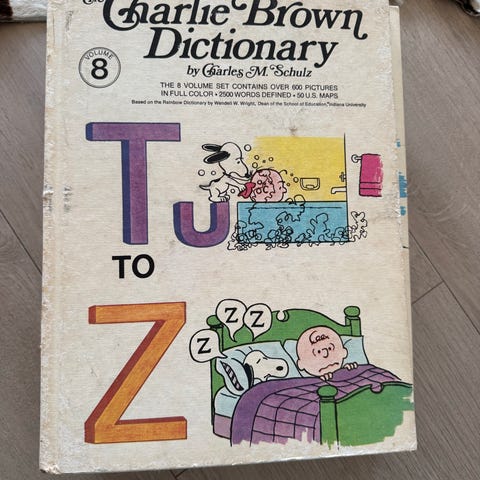 The
Charlie Brown
Dictionary
by Charles M. Schulz
VOLUME
8
THE 8 VOLUME SET CONTAINS OVER 600 PICTURES
IN FULL COLOR • 2500 WORDS DEFINED • 50 U.S. MAPS
Based on the Rainbow Dictionary by Wendell W. Wright, Dean of the School of Education, Indiana University
TU
TO
Z
Z Z Z